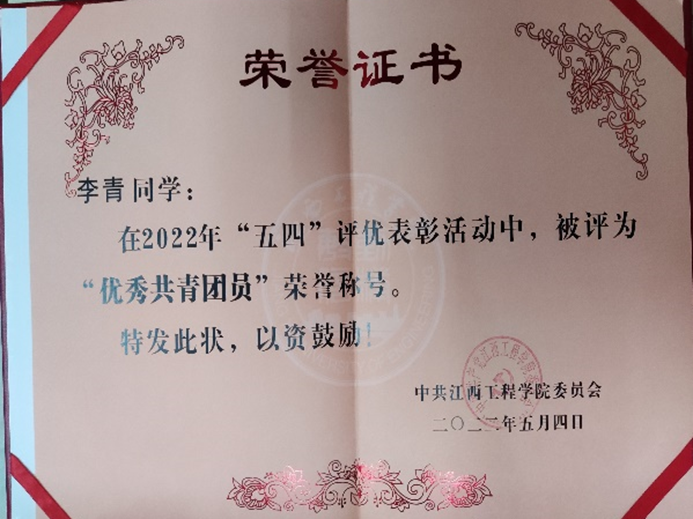 荣誉证书
李青同学：
在2022年“五四”评优表彰活动中，被评为
“优秀共青团员”荣誉称号。
特发此状，以资鼓励！
中共江西工程学院委员会
二〇二二年五月四日